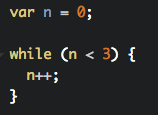 var n = 0;

while (n < 3) {
  n++;
}